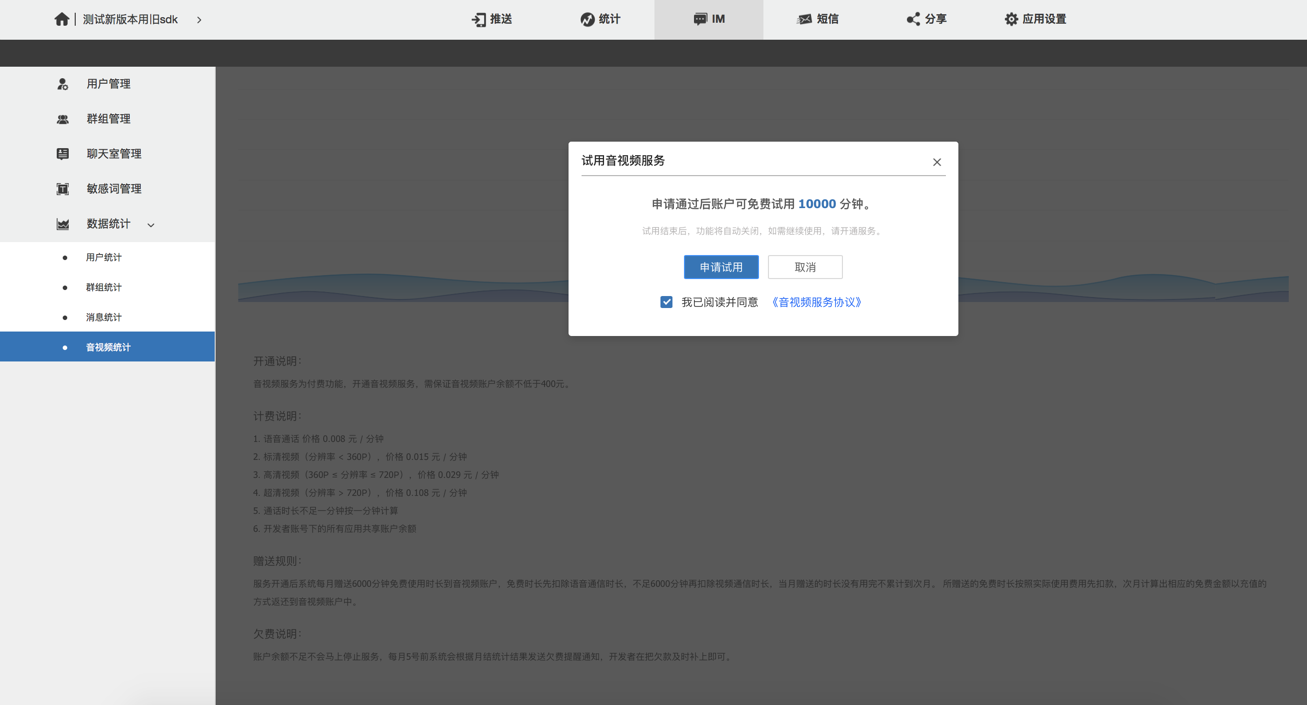 测试新版本用旧sdk
推送
统计
IM
短信
分享
应用设置
用户管理
群组管理
聊天室管理
敏感词管理
数据统计
用户统计
群组统计
消息统计
音视频统计
试用音视频服务
申请通过后账户可免费试用 10000 分钟。
试用结束后，功能将自动关闭，如需继续使用，请开通服务。
申请试用
取消
我已阅读并同意 《音视频服务协议》
开通说明：
音视频服务为付费功能，开通音视频服务，需保证音视频账户余额不低于400元。
计费说明：
1. 语音通话 价格 0.008 元 / 分钟
2. 标清视频（分辨率 < 360P），价格 0.015 元 / 分钟
3. 高清视频（360P ≤ 分辨率 ≤ 720P），价格 0.029 元 / 分钟
4. 超清视频（分辨率 > 720P），价格 0.108 元 / 分钟
5. 通话时长不足一分钟按一分钟计算
6. 开发者账号下的所有应用共享账户余额
赠送规则：
服务开通后系统每月赠送6000分钟免费使用时长到音视频账户，免费时长先扣除语音通信时长，不足6000分钟再扣除视频通信时长，当月赠送的时长没有用完不累计到次月。 所赠送的免费时长按照实际使用费用先扣款，次月计算出相应的免费金额以充值的
方式返还到音视频账户中。
欠费说明：
账户余额不足不会马上停止服务，每月5号前系统会根据月结统计结果发送欠费提醒通知，开发者在把欠款及时补上即可。